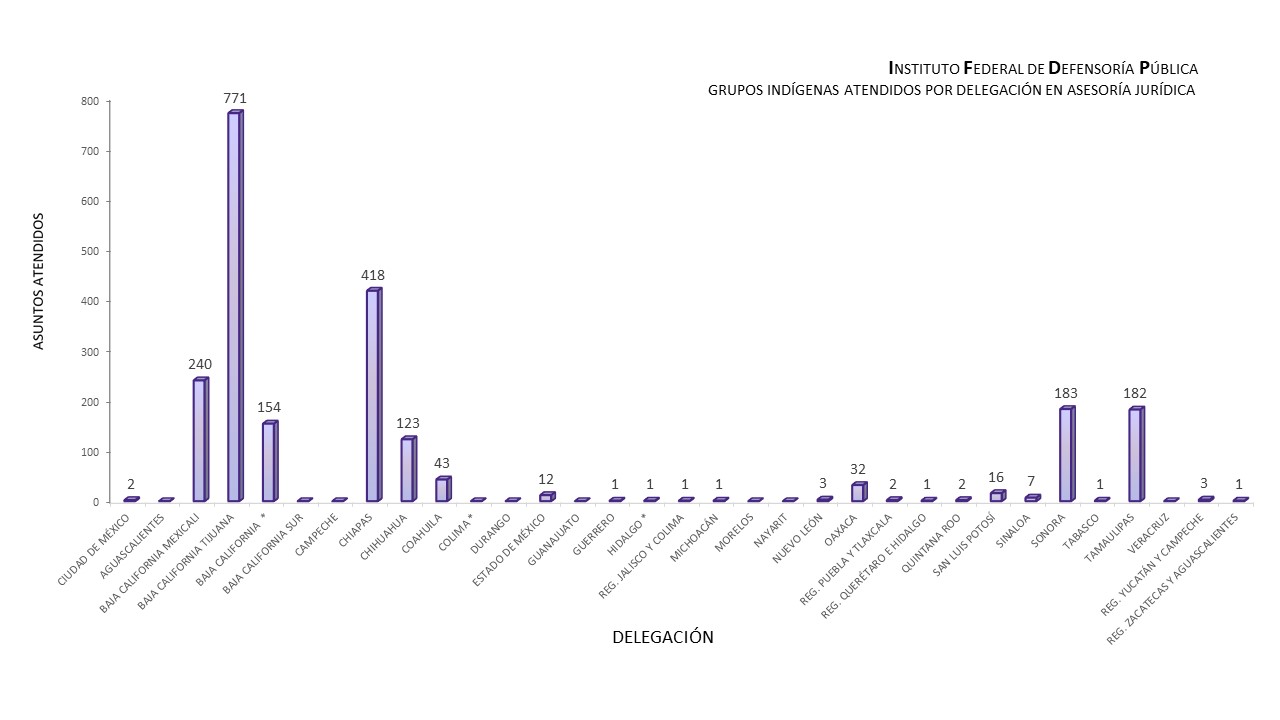 INSTITUTO FEDERAL DE DEFENSORÍA PÚBLICA
GRUPOS INDÍGENAS ATENDIDOS POR DELEGACIÓN EN ASESORÍA JURÍDICA
ASUNTOS ATENDIDOS
800
700
600
500
400
300
200
100
0
2
240
771
154
418
123
43
12
1
1
1
1
3
32
2
1
2
16
7
183
1
182
3
1
CIUDAD DE MÉXICO
AGUASCALIENTES
BAJA CALIFORNIA MEXICALI
BAJA CALIFORNIA TIJUANA
BAJA CALIFORNIA *
BAJA CALIFORNIA SUR
CAMPECHE
CHIAPAS
CHIHUAHUA
COAHUILA
COLIMA *
DURANGO
ESTADO DE MÉXICO
GUANAJUATO
GUERRERO
HIDALGO *
REG. JALISCO Y COLIMA
MICHOACÁN
MORELOS
NAYARIT
NUEVO LEÓN
OAXACA
REG. PUEBLA Y TLAXCALA
REG. QUERÉTARO E HIDALGO
QUINTANA ROO
SAN LUIS POTOSÍ
SINALOA
SONORA
TABASCO
TAMAULIPAS
VERACRUZ
REG. YUCATÁN Y CAMPECHE
REG. ZACATECAS Y AGUASCALIENTES
DELEGACIÓN